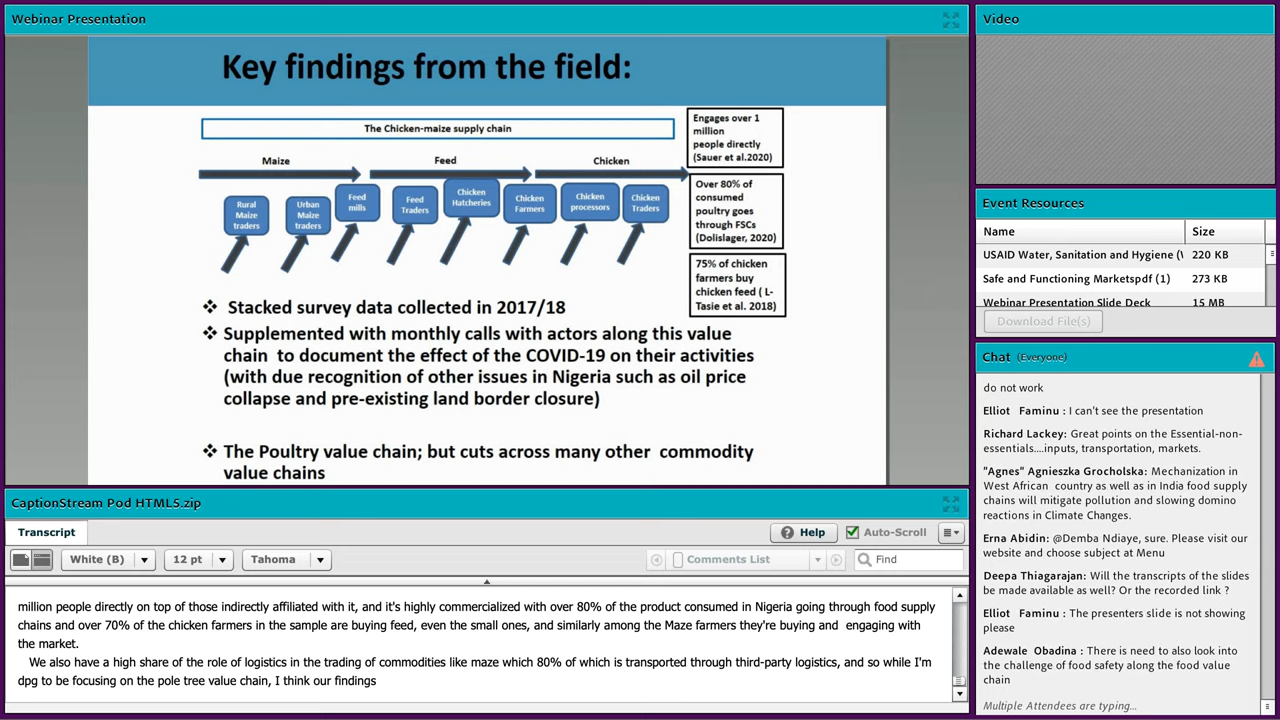 Webinar Presentation
Key findings from the field:
The Chicken-maize supply chain
Maize
Feed
Chicken
Rural
Maize
traders
Urban
Maize
traders
Feed
mills
Feed
Traders
Chicken
Hatcheries
Chicken
Farmers
Chicken
processors
Chicken
Traders
Engages over 1
million
people directly
(Sauer et al.2020)
Over 80% of
consumed
poultry goes
through FSCs
(Dolislager, 2020)
75% of chicken
farmers buy
chicken feed ( L-
Tasie et al. 2018)
❖ Stacked survey data collected in 2017/18
❖ Supplemented with monthly calls with actors along this value
chain to document the effect of the COVID-19 on their activities
(with due recognition of other issues in Nigeria such as oil price
collapse and pre-existing land border closure)
❖ The Poultry value chain; but cuts across many other commodity
value chains
CaptionStream Pod HTML5.zip
Transcript
Help
Auto-Scroll
White (B)
12 pt
Tahoma
Comments List
Find
million people directly on top of those indirectly affiliated with it, and it's highly commercialized with over 80% of the product consumed in Nigeria going through food supply
chains and over 70% of the chicken farmers in the sample are buying feed, even the small ones, and similarly among the Maze farmers they're buying and engaging with
the market.
We also have a high share of the role of logistics in the trading of commodities like maze which 80% of which is transported through third-party logistics, and so while I'm
dpg to be focusing on the pole tree value chain, I think our findings
Video
Event Resources
Name Size
USAID Water, Sanitation and Hygiene (\ 220 KB
Safe and Functioning Marketspdf (1) 273 KB
Webinar Presentation Slide Deck 15 MB
Download File(s)
Chat (Everyone)
do not work
Elliot Faminu : I can't see the presentation
Richard Lackey: Great points on the Essential-non-
essentials....inputs, transportation, markets.
"Agnes" Agnieszka Grocholska: Mechanization in
West African country as well as in India food supply
chains will mitigate pollution and slowing domino
reactions in Climate Changes.
Erna Abidin: @Demba Ndiaye, sure. Please visit our
website and choose subject at Menu
Deepa Thiagarajan: Will the transcripts of the slides
be made available as well? Or the recorded link ?
Elliot Faminu : The presenters slide is not showing
please
Adewale Obadina : There is need to also look into
the challenge of food safety along the food value
chain
Multiple Attendees are typing...